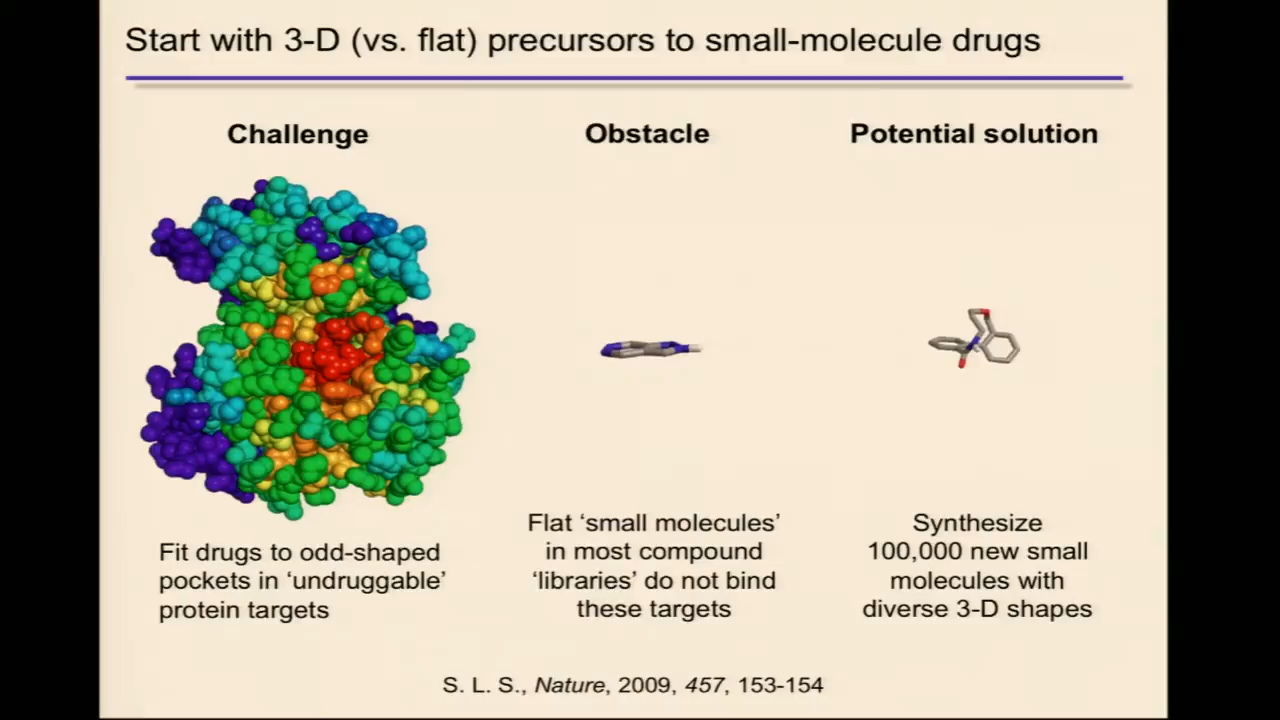 Start with 3-D (vs. flat) precursors to small-molecule drugs
Challenge
Obstacle
Potential solution
Fit drugs to odd-shaped
pockets in ‘undruggable’
protein targets
Flat ‘small molecules’
in most compound
‘libraries’ do not bind
these targets
Synthesize
100,000 new small
molecules with
diverse 3-D shapes
S. L. S., Nature, 2009, 457, 153-154